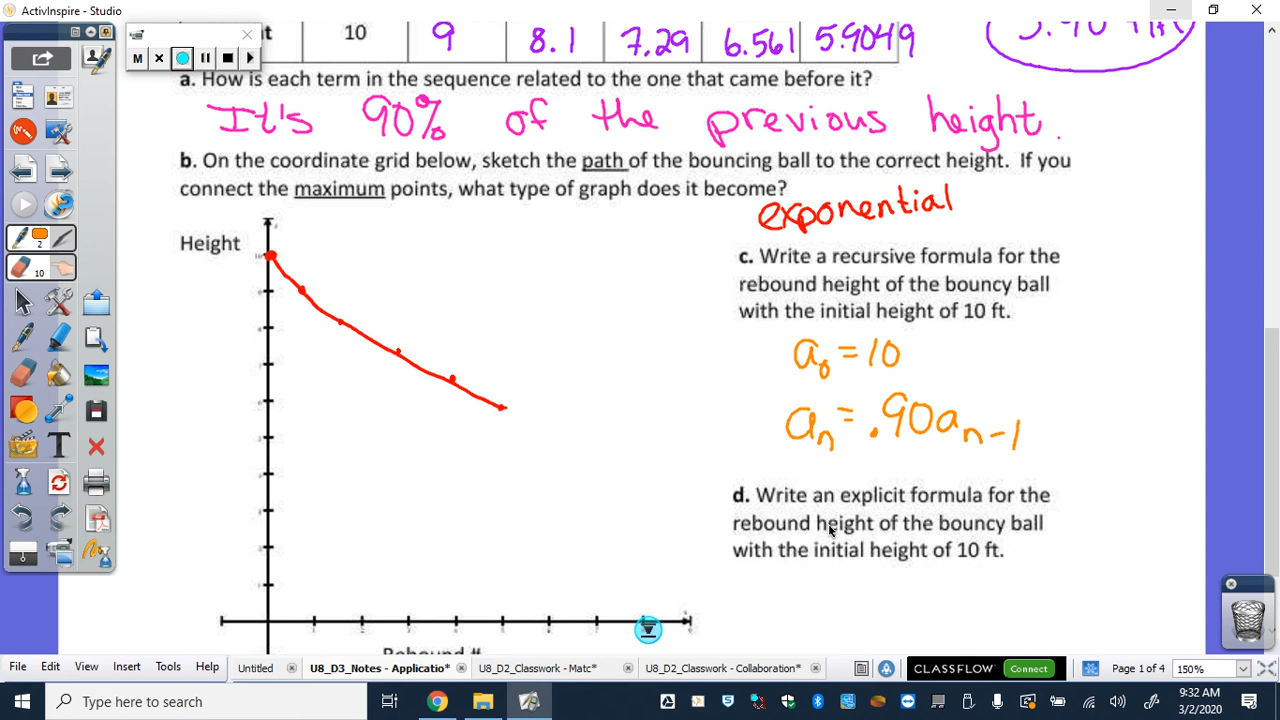 ActivInspire - Studio
10 9 8.1 7.29 6.561 5.9049
M
a. How is each term in the sequence related to the one that came before it?
It's 90% of the previous height.
b. On the coordinate grid below, sketch the path of the bouncing ball to the correct height. If you
connect the maximum points, what type of graph does it become?
exponential
Height
c. Write a recursive formula for the
rebound height of the bouncy ball
with the initial height of 10 ft.
a₀ = 10
aₙ = .90aₙ₋₁
d. Write an explicit formula for the
rebound height of the bouncy ball
with the initial height of 10 ft.
2
10
Rebound #
File Edit View Insert Tools Help
Untitled
U8_D3_Notes - Applicatio*
U8_D2_Classwork - Matc*
U8_D2_Classwork - Collaboration*
CLASSFLOW Connect
Page 1 of 4
150%
Type here to search
9:32 AM
3/2/2020